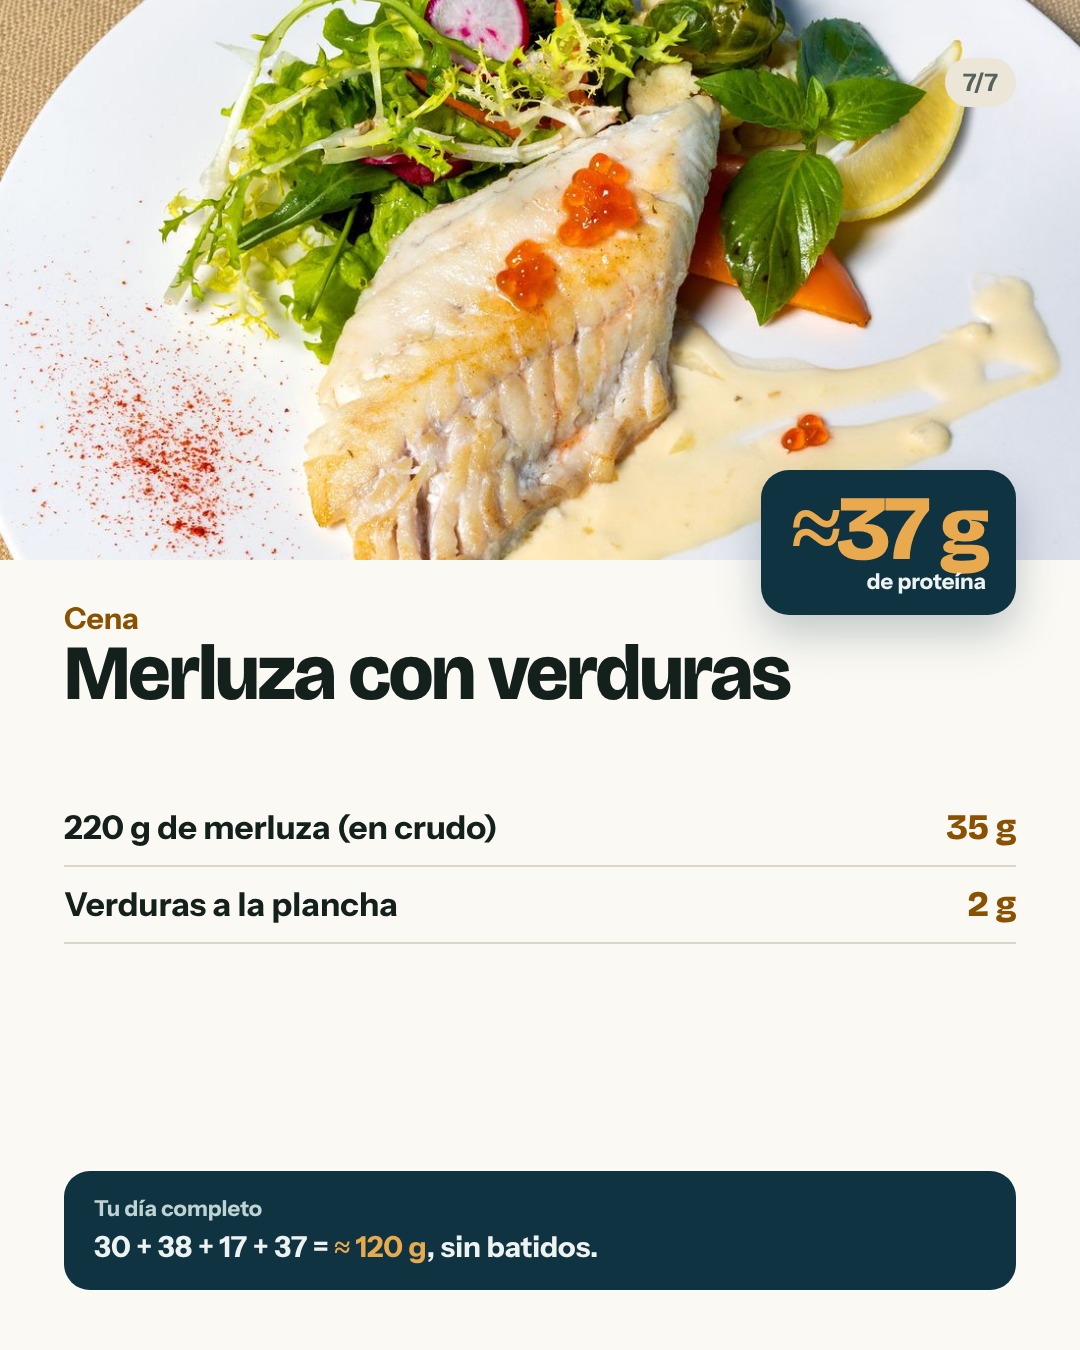 7/7
≈37 g
de proteína
Cena
Merluza con verduras
220 g de merluza (en crudo) 35 g
Verduras a la plancha 2 g
Tu día completo
30 + 38 + 17 + 37 = ≈ 120 g, sin batidos.